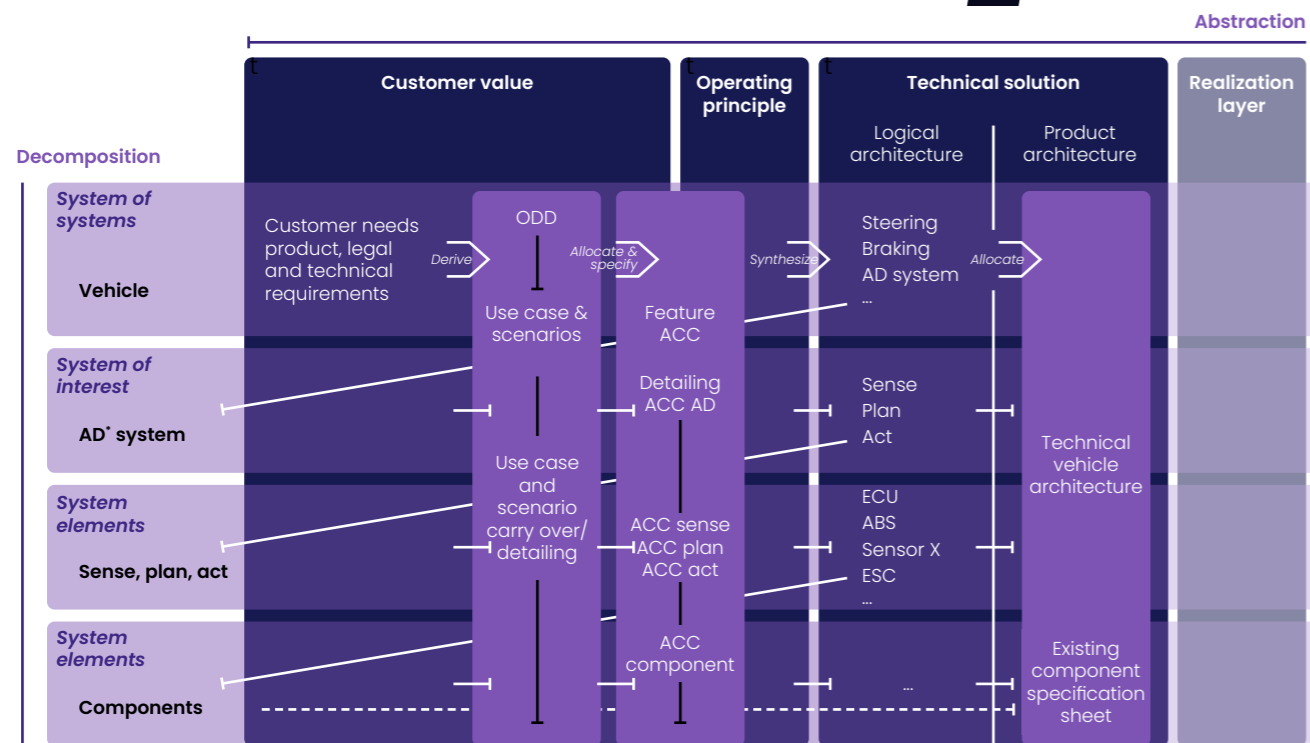 Abstraction
t
t
t
Customer value
Operating
principle
Technical solution
Realization
layer
Logical
architecture
Product
architecture
Decomposition
System of
systems
Vehicle
Customer needs
product, legal
and technical
requirements
Derive
ODD
Use case &
scenarios
Allocate &
specify
Feature
ACC
Synthesize
Steering
Braking
AD system
...
Allocate
System of
interest
AD* system
Detailing
ACC AD
Sense
Plan
Act
Use case
and
scenario
carry over/
detailing
Technical
vehicle
architecture
System
elements
Sense, plan, act
ACC sense
ACC plan
ACC act
ECU
ABS
Sensor X
ESC
...
System
elements
Components
ACC
component
...
Existing
component
specification
sheet